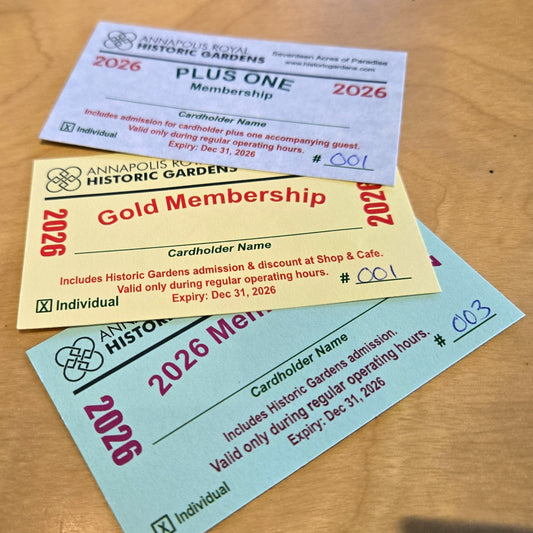 ANNAPOLIS ROYAL
HISTORIC GARDENS
Seventeen Acres of Paradise
www.historicgardens.com
2026
PLUS ONE
Membership
2026
Cardholder Name
Includes admission for cardholder plus one accompanying guest.
Valid only during regular operating hours.
Expiry: Dec 31, 2026
X Individual
# 001
ANNAPOLIS
HISTORIC GARDENS
2026
Gold Membership
2026
Cardholder Name
Includes Historic Gardens admission & discount at Shop & Cafe.
Valid only during regular operating hours.
Expiry: Dec 31, 2026
X Individual
# 001
2026
2026
Cardholder Name
Includes Historic Gardens admission.
Valid only during regular operating hours.
Expiry: Dec 31, 2026
X Individual
# 003